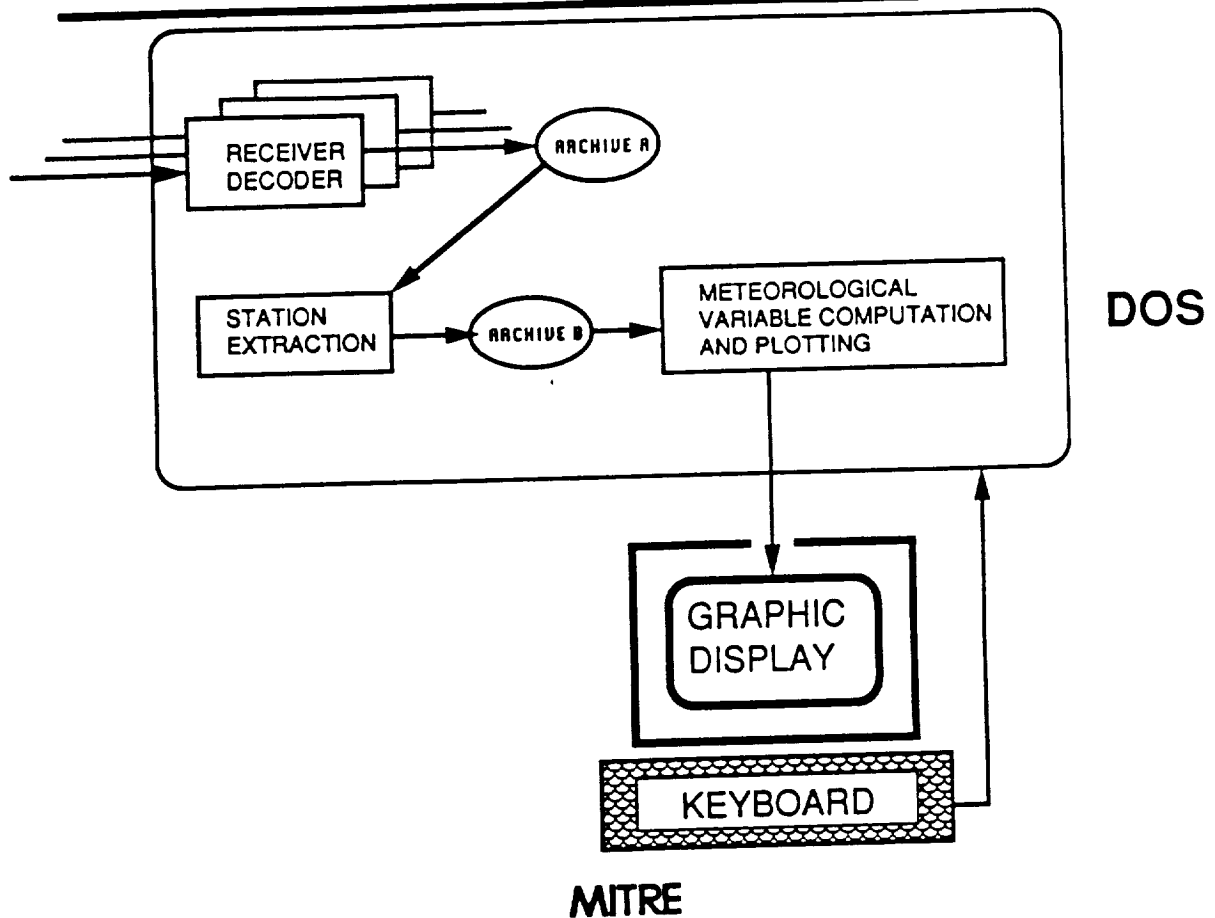 RECEIVER
DECODER
ARCHIVE A
STATION
EXTRACTION
ARCHIVE B
METEOROLOGICAL
VARIABLE COMPUTATION
AND PLOTTING
DOS
GRAPHIC
DISPLAY
KEYBOARD
MITRE